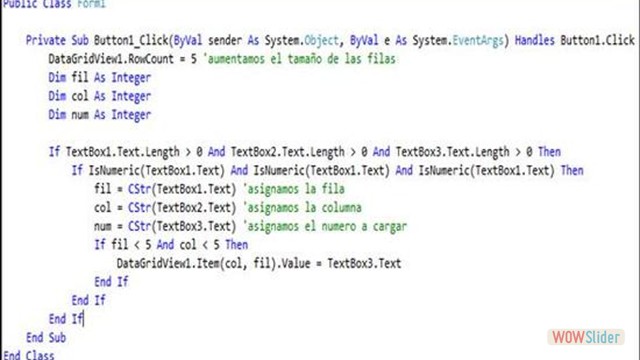 Public Class Form1
Private Sub Button1_Click(ByVal sender As System.Object, ByVal e As System.EventArgs) Handles Button1.Click
DataGridView1.RowCount = 5 'aumentamos el tamaño de las filas
Dim fil As Integer
Dim col As Integer
Dim num As Integer
If TextBox1.Text.Length > 0 And TextBox2.Text.Length > 0 And TextBox3.Text.Length > 0 Then
If IsNumeric(TextBox1.Text) And IsNumeric(TextBox1.Text) And IsNumeric(TextBox1.Text) Then
fil = CStr(TextBox1.Text) 'asignamos la fila
col = CStr(TextBox2.Text) 'asignamos la columna
num = CStr(TextBox3.Text) 'asignamos el numero a cargar
If fil < 5 And col < 5 Then
DataGridView1.Item(col, fil).Value = TextBox3.Text
End If
End If
End If
End Sub
End Class
WOWSlider